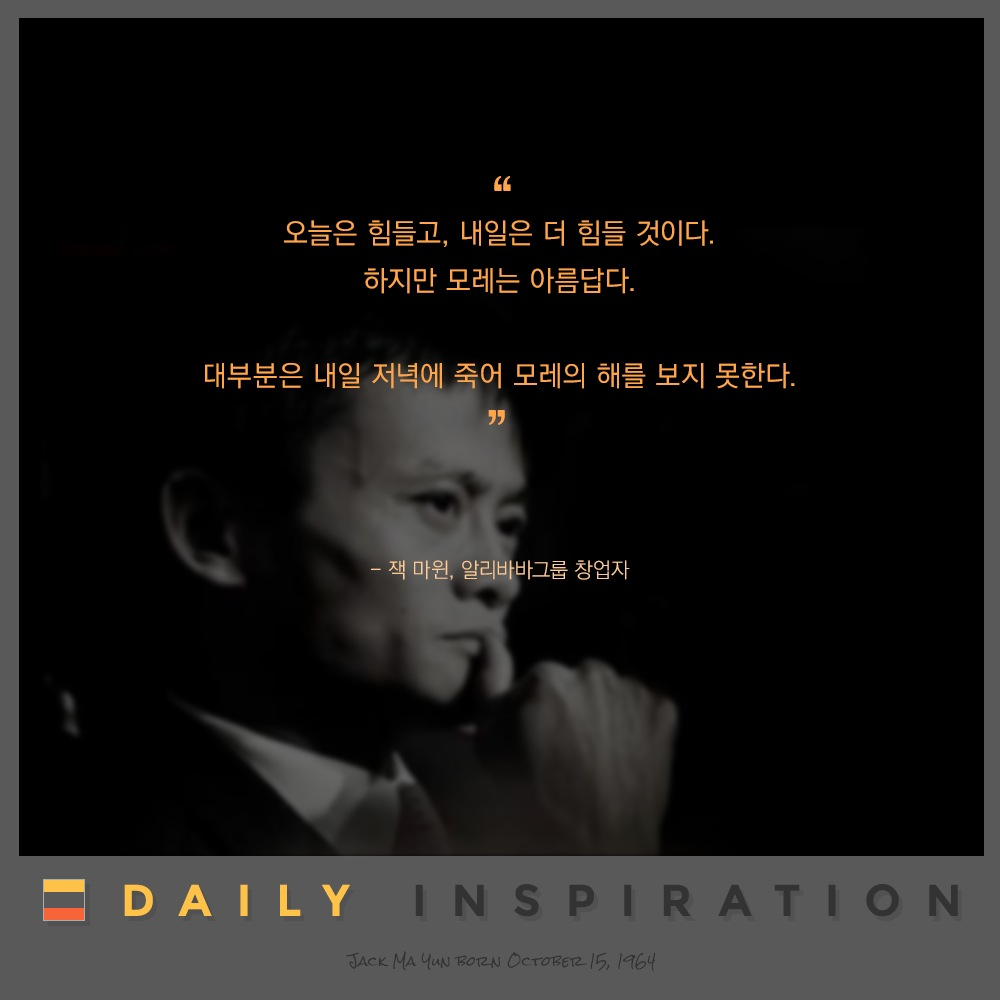 “
오늘은 힘들고, 내일은 더 힘들 것이다.
하지만 모레는 아름답다.
대부분은 내일 저녁에 죽어 모레의 해를 보지 못한다.
”
– 잭 마윈, 알리바바그룹 창업자
DAILY INSPIRATION
Jack Ma Yun born October 15, 1964